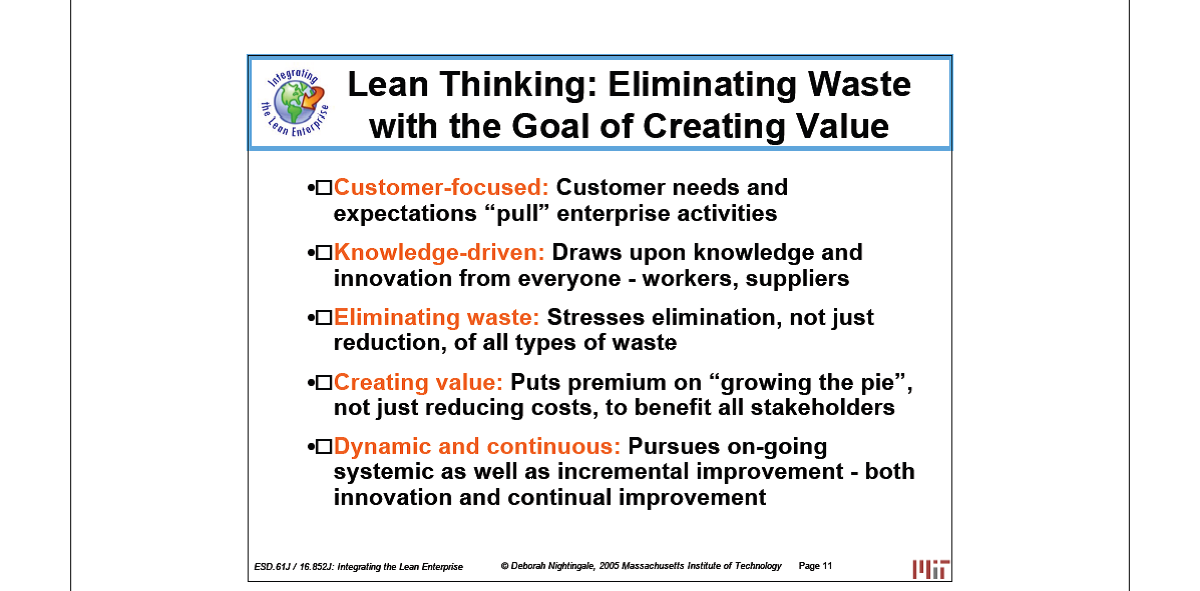 Integrating
the Lean Enterprise
Lean Thinking: Eliminating Waste
with the Goal of Creating Value
•□Customer-focused: Customer needs and
expectations “pull” enterprise activities
•□Knowledge-driven: Draws upon knowledge and
innovation from everyone - workers, suppliers
•□Eliminating waste: Stresses elimination, not just
reduction, of all types of waste
•□Creating value: Puts premium on “growing the pie”,
not just reducing costs, to benefit all stakeholders
•□Dynamic and continuous: Pursues on-going
systemic as well as incremental improvement - both
innovation and continual improvement
ESD.61J / 16.852J: Integrating the Lean Enterprise © Deborah Nightingale, 2005 Massachusetts Institute of Technology Page 11
MIT